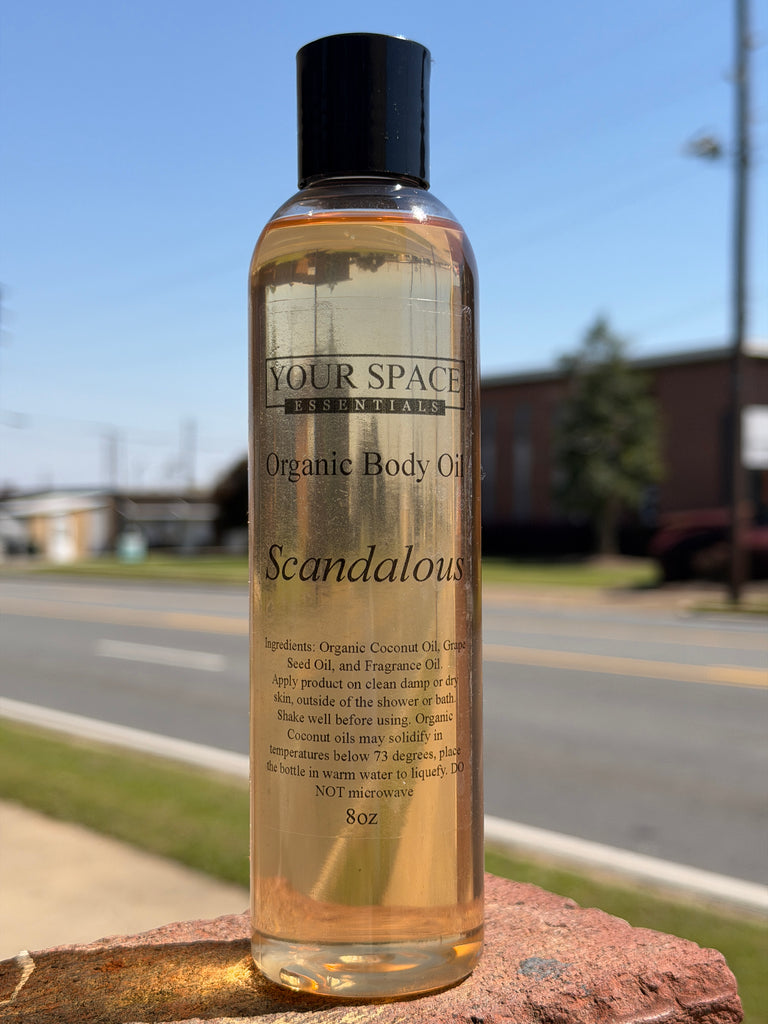 YOUR SPACE
ESSENTIALS
Organic Body Oil
Scandalous
Ingredients: Organic Coconut Oil, Grape
Seed Oil, and Fragrance Oil.
Apply product on clean damp or dry
skin, outside of the shower or bath.
Shake well before using. Organic
Coconut oils may solidify in
temperatures below 73 degrees, place
the bottle in warm water to liquefy. DO
NOT microwave
8oz